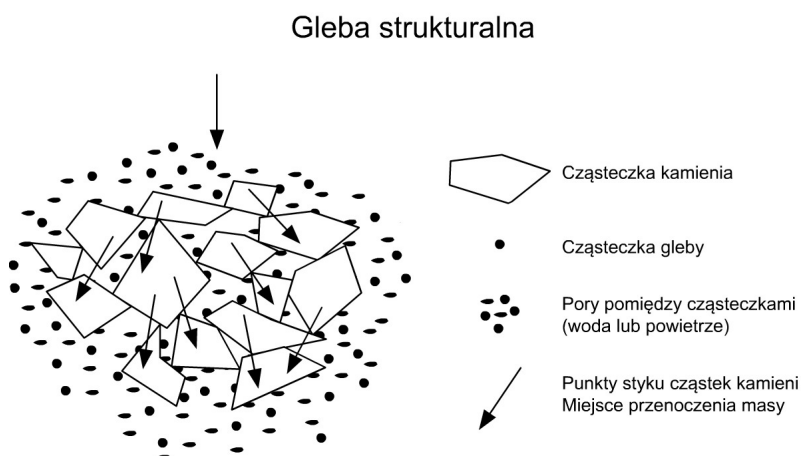 Gleba strukturalna
Cząsteczka kamienia
Cząsteczka gleby
Pory pomiędzy cząsteczkami
(woda lub powietrze)
Punkty styku cząstek kamieni
Miejsce przenoczenia masy